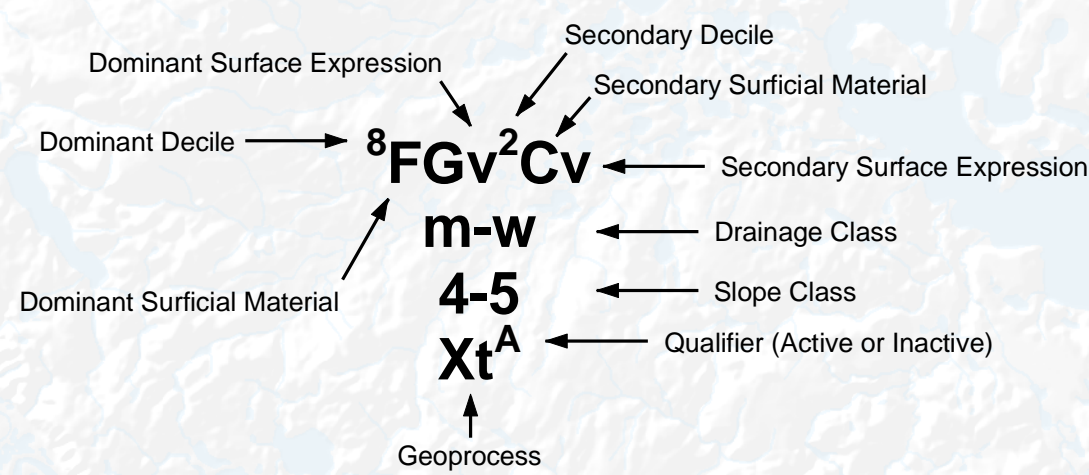 Secondary Decile
Dominant Surface Expression
Secondary Surficial Material
Dominant Decile
⁸FGv²Cv
Secondary Surface Expression
m-w
Drainage Class
4-5
Slope Class
Dominant Surficial Material
Xtᴬ
Qualifier (Active or Inactive)
Geoprocess